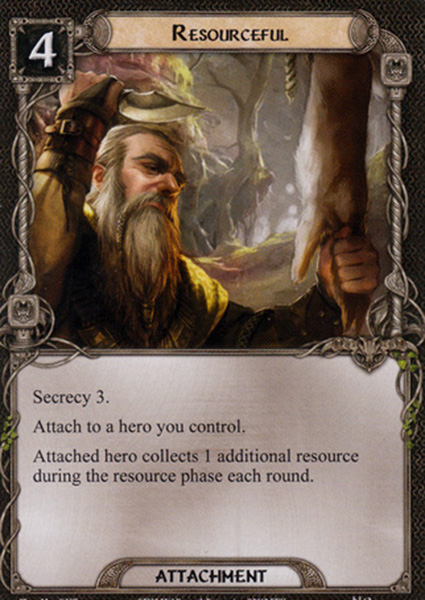 4
Resourceful
Secrecy 3.
Attach to a hero you control.
Attached hero collects 1 additional resource
during the resource phase each round.
ATTACHMENT